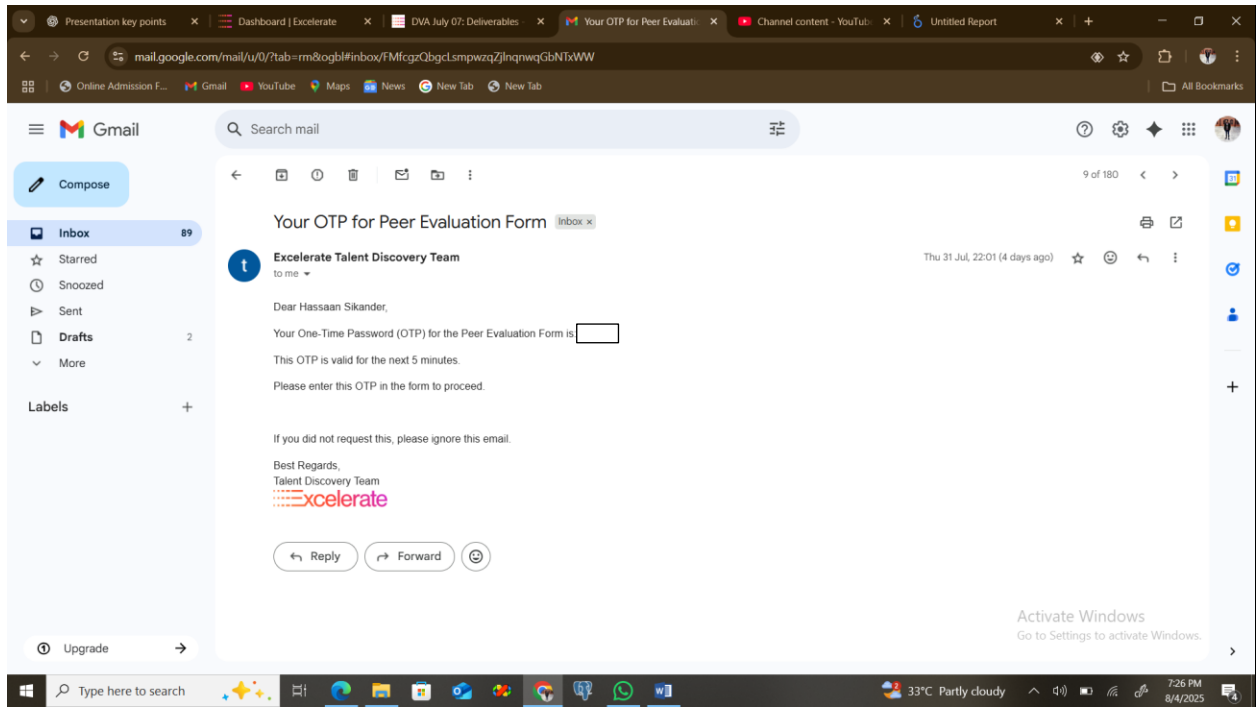 Presentation key points
Dashboard | Excelerate
DVA July 07: Deliverables -
Your OTP for Peer Evaluatio
Channel content - YouTub
Untitled Report
mail.google.com/mail/u/0/?tab=rm&ogbl#inbox/FMfcgzQbgcLsmpwzqZjlnqnwqGbNTxWW
Online Admission F...
Gmail
YouTube
Maps
News
New Tab
New Tab
All Bookmarks
Gmail
Search mail
Compose
9 of 180
Inbox 89
Starred
Snoozed
Sent
Drafts 2
More
Labels
Your OTP for Peer Evaluation Form Inbox x
Excelerate Talent Discovery Team
Thu 31 Jul, 22:01 (4 days ago)
to me
Dear Hassaan Sikander,
Your One-Time Password (OTP) for the Peer Evaluation Form is:
This OTP is valid for the next 5 minutes.
Please enter this OTP in the form to proceed.
If you did not request this, please ignore this email.
Best Regards,
Talent Discovery Team
Excelerate
Reply
Forward
Activate Windows
Go to Settings to activate Windows.
Upgrade
Type here to search
33°C Partly cloudy
7:26 PM
8/4/2025